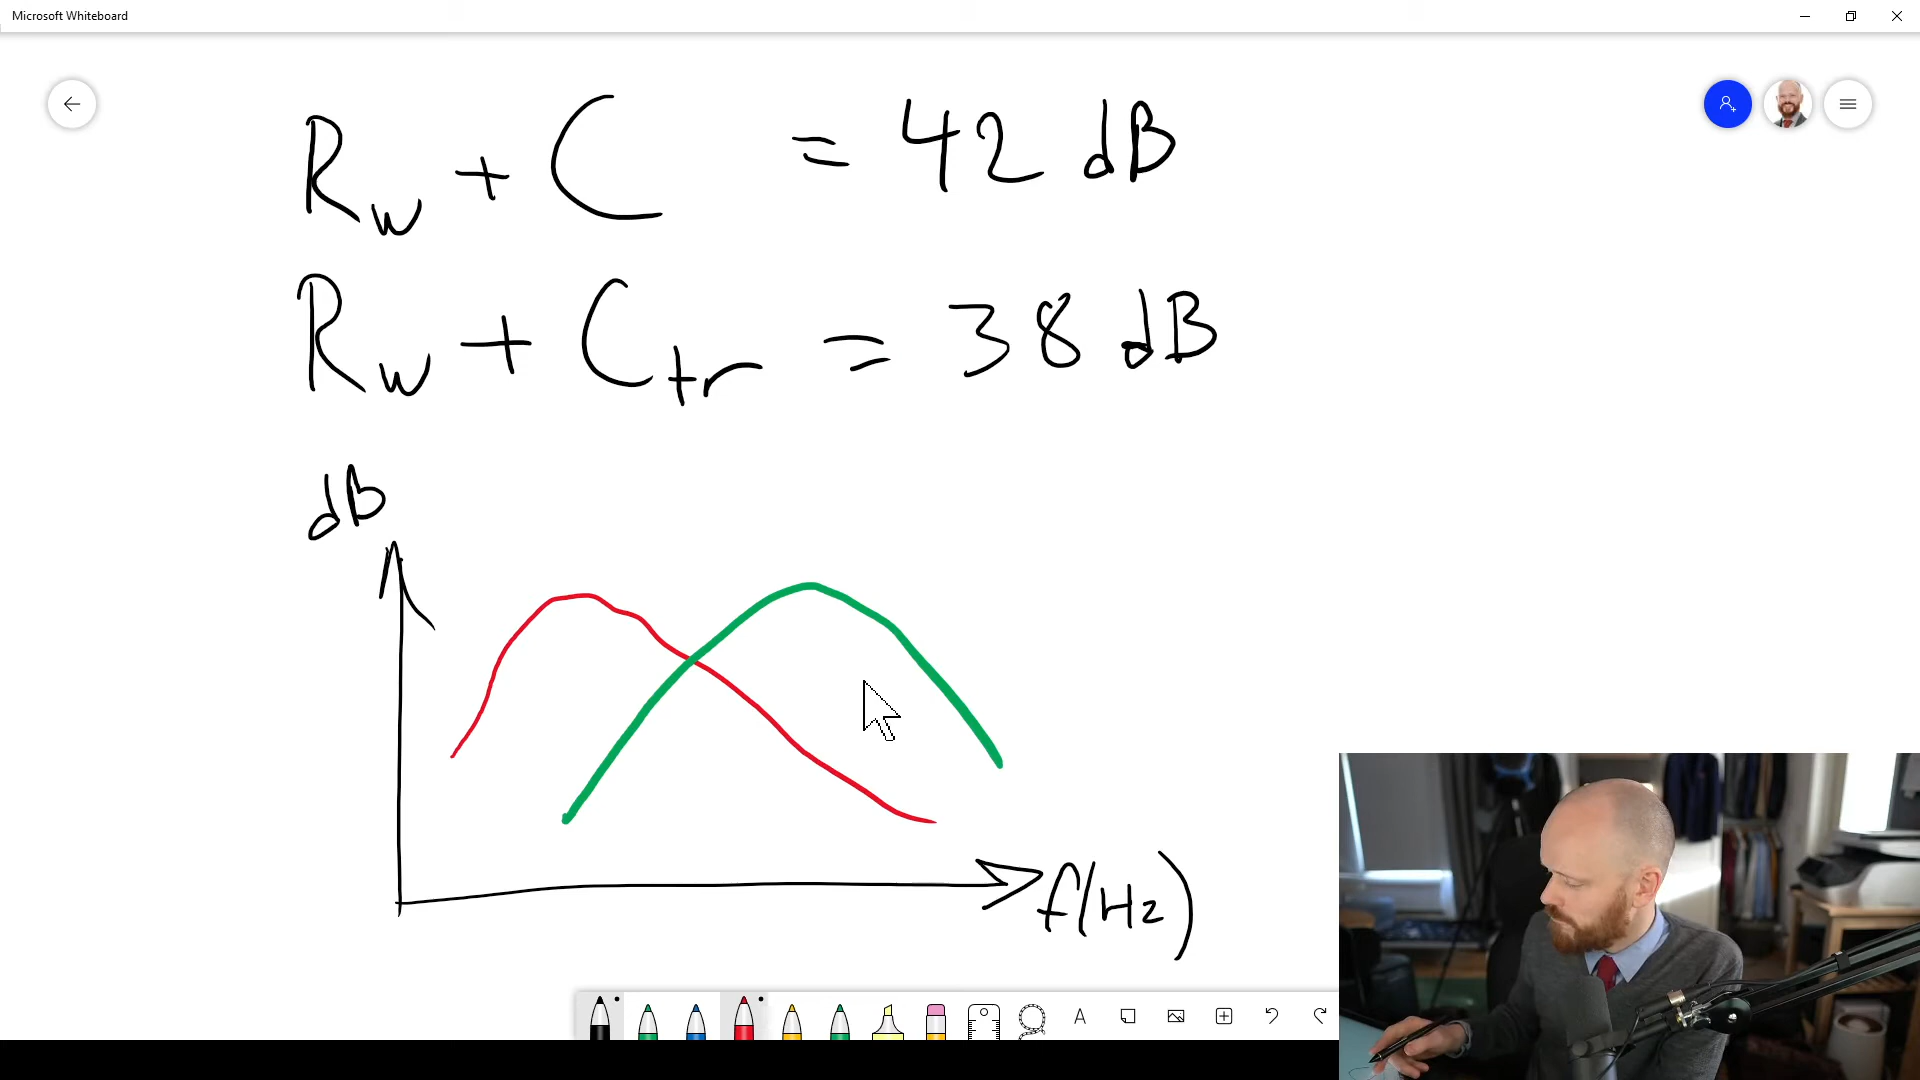 Microsoft Whiteboard
Rw + C = 42 dB
Rw + Ctr = 38 dB
dB
f(Hz)
A